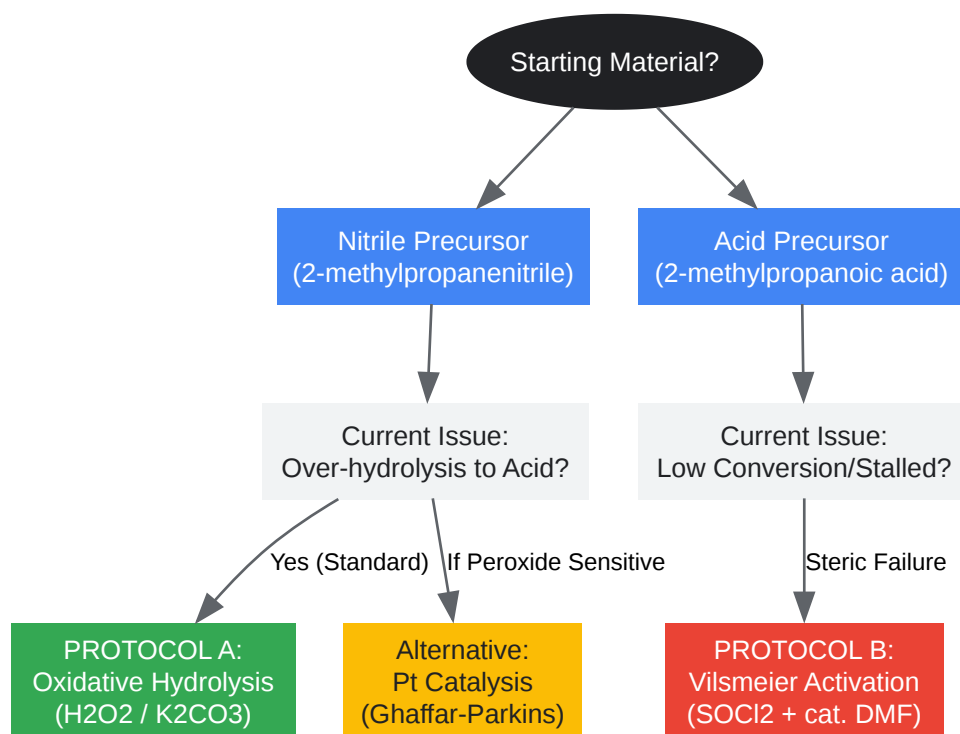 Starting Material?
Nitrile Precursor
(2-methylpropanenitrile)
Acid Precursor
(2-methylpropanoic acid)
Current Issue:
Over-hydrolysis to Acid?
Current Issue:
Low Conversion/Stalled?
Yes (Standard)
If Peroxide Sensitive
Steric Failure
PROTOCOL A:
Oxidative Hydrolysis
(H2O2 / K2CO3)
Alternative:
Pt Catalysis
(Ghaffar-Parkins)
PROTOCOL B:
Vilsmeier Activation
(SOCl2 + cat. DMF)